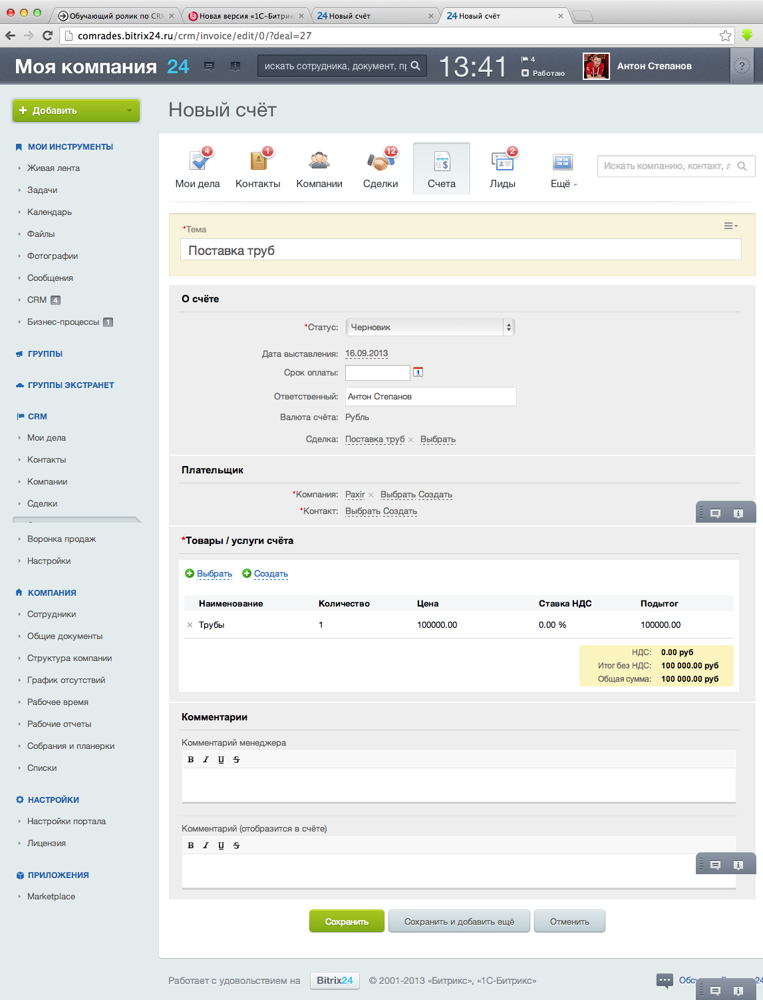 Обучающий ролик по CRM
Новая версия «1С-Битрик
24 Новый счёт
24 Новый счёт
comrades.bitrix24.ru/crm/invoice/edit/0/?deal=27
Моя компания 24
искать сотрудника, документ, пр
13:41
4
Работаю
Антон Степанов
?
+ Добавить
Новый счёт
МОИ ИНСТРУМЕНТЫ
Живая лента
Задачи
Календарь
Файлы
Фотографии
Сообщения
CRM 4
Бизнес-процессы 1
ГРУППЫ
ГРУППЫ ЭКСТРАНЕТ
CRM
Мои дела
Контакты
Компании
Сделки
Воронка продаж
Настройки
КОМПАНИЯ
Сотрудники
Общие документы
Структура компании
График отсутствий
Рабочее время
Рабочие отчеты
Собрания и планерки
Списки
НАСТРОЙКИ
Настройки портала
Лицензия
ПРИЛОЖЕНИЯ
Marketplace
4 1 12 2
Мои дела Контакты Компании Сделки Счета Лиды Ещё
Искать компанию, контакт, л
*Тема
Поставка труб
О счёте
*Статус: Черновик
Дата выставления: 16.09.2013
Срок оплаты:
Ответственный: Антон Степанов
Валюта счёта: Рубль
Сделка: Поставка труб × Выбрать
Плательщик
*Компания: Paxir × Выбрать Создать
*Контакт: Выбрать Создать
*Товары / услуги счёта
Выбрать Создать
Наименование Количество Цена Ставка НДС Подытог
× Трубы 1 100000.00 0.00 % 100000.00
НДС: 0.00 руб
Итог без НДС: 100 000.00 руб
Общая сумма: 100 000.00 руб
Комментарии
Комментарий менеджера
B I U S
Комментарий (отобразится в счёте)
B I U S
Сохранить Сохранить и добавить ещё Отменить
Работает с удовольствием на Bitrix24 © 2001-2013 «Битрикс», «1С-Битрикс»
24